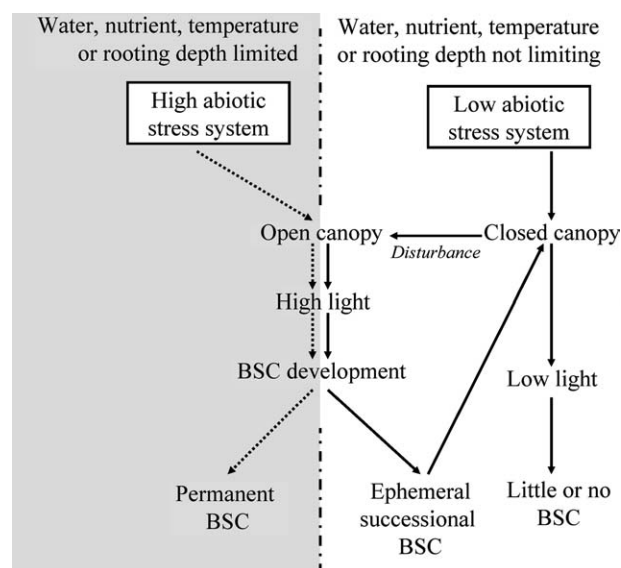 Water, nutrient, temperature
or rooting depth limited
Water, nutrient, temperature
or rooting depth not limiting
High abiotic
stress system
Low abiotic
stress system
Open canopy
Disturbance
Closed canopy
High light
BSC development
Low light
Permanent
BSC
Ephemeral
successional
BSC
Little or no
BSC